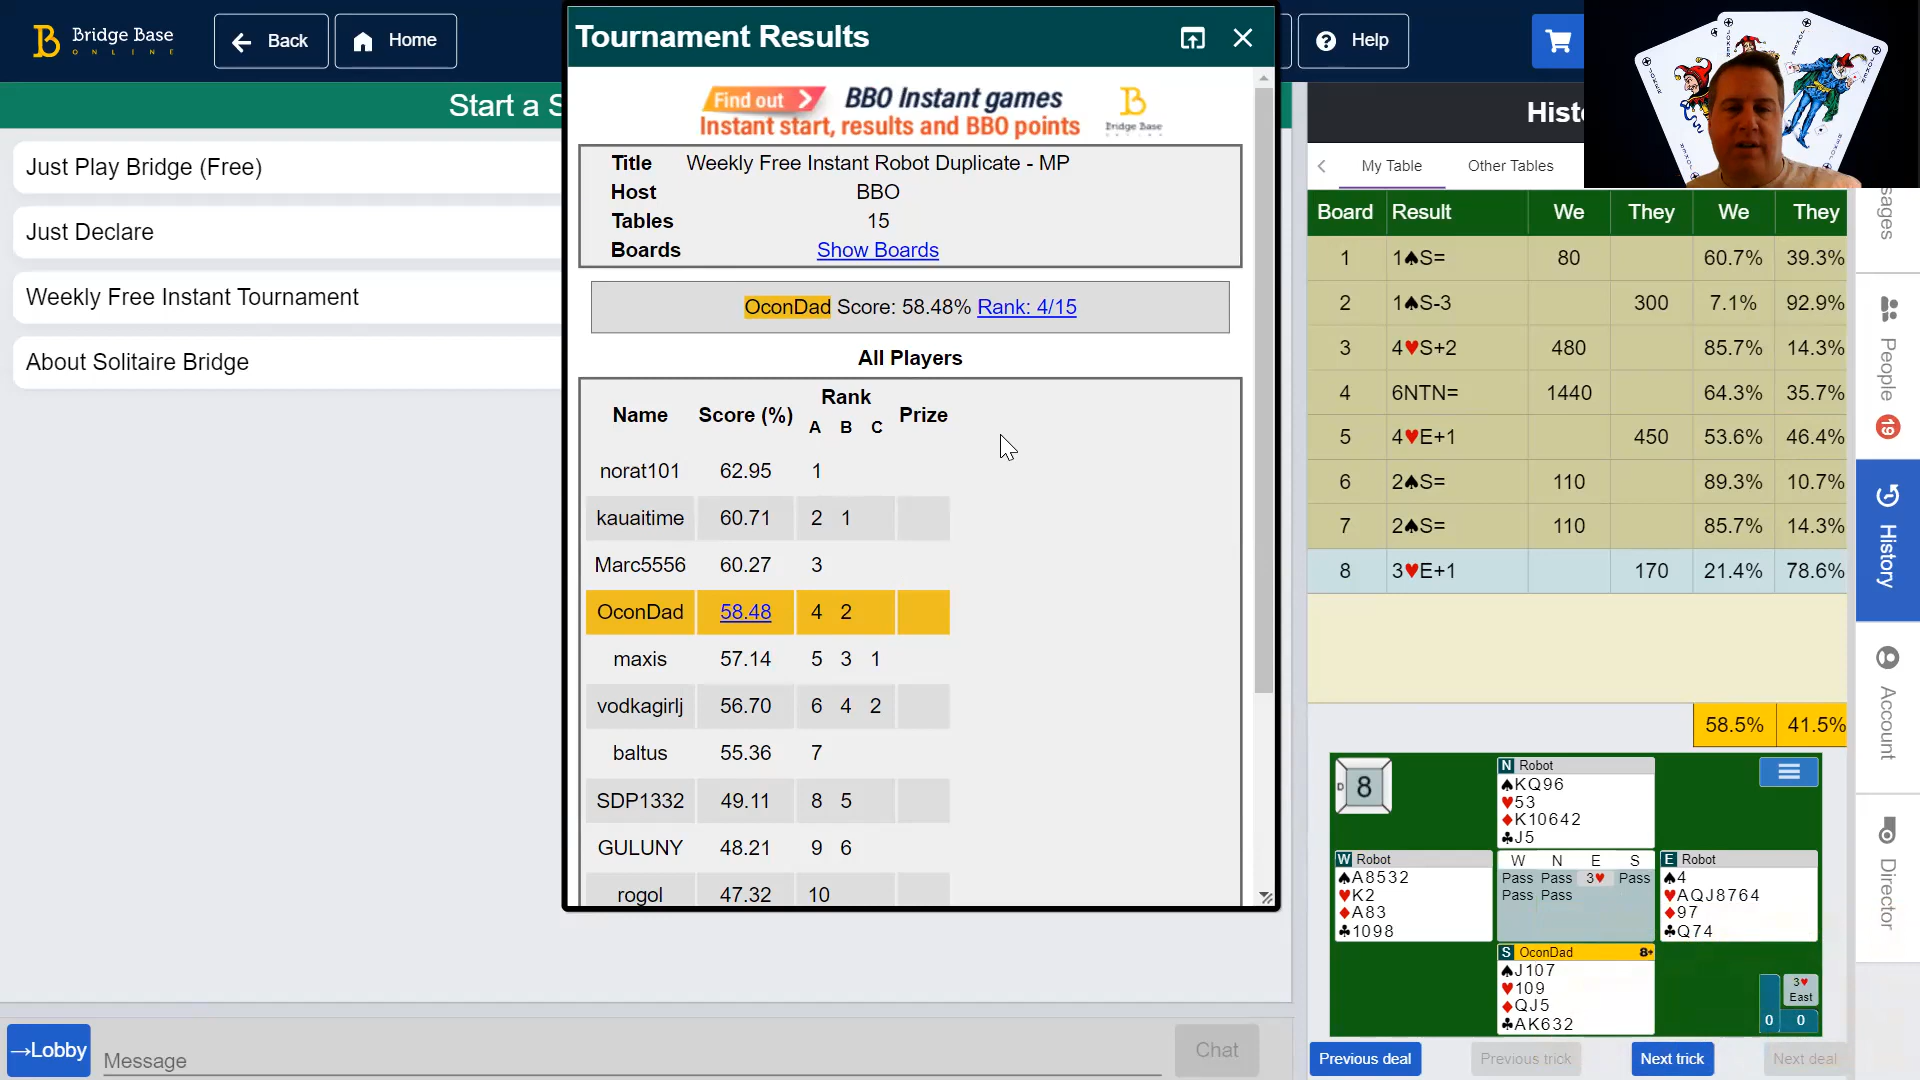 Bridge Base
ONLINE
Back
Home
Tournament Results
Help
Start a S
Just Play Bridge (Free)
Just Declare
Weekly Free Instant Tournament
About Solitaire Bridge
Find out
BBO Instant games
Instant start, results and BBO points
Bridge Base
Title Weekly Free Instant Robot Duplicate - MP
Host BBO
Tables 15
Boards Show Boards
OconDad Score: 58.48% Rank: 4/15
All Players
Name Score (%) Rank Prize
A B C
norat101 62.95 1
kauaitime 60.71 2 1
Marc5556 60.27 3
OconDad 58.48 4 2
maxis 57.14 5 3 1
vodkagirlj 56.70 6 4 2
baltus 55.36 7
SDP1332 49.11 8 5
GULUNY 48.21 9 6
rogol 47.32 10
Histo
My Table Other Tables
Board Result We They We They
1 1♠S= 80 60.7% 39.3%
2 1♠S-3 300 7.1% 92.9%
3 4♥S+2 480 85.7% 14.3%
4 6NTN= 1440 64.3% 35.7%
5 4♥E+1 450 53.6% 46.4%
6 2♠S= 110 89.3% 10.7%
7 2♠S= 110 85.7% 14.3%
8 3♥E+1 170 21.4% 78.6%
58.5% 41.5%
D 8
N Robot
♠KQ96
♥53
♦K10642
♣J5
W Robot
♠A8532
♥K2
♦A83
♣1098
W N E S
Pass Pass 3♥ Pass
Pass Pass
E Robot
♠4
♥AQJ8764
♦97
♣Q74
S OconDad 8+
♠J107
♥109
♦QJ5
♣AK632
3♥
East
0 0
Previous deal
Previous trick
Next trick
Next deal
→Lobby
Message
Chat
sages
People
19
History
Account
Director
JOKER
JOKER
JOKER